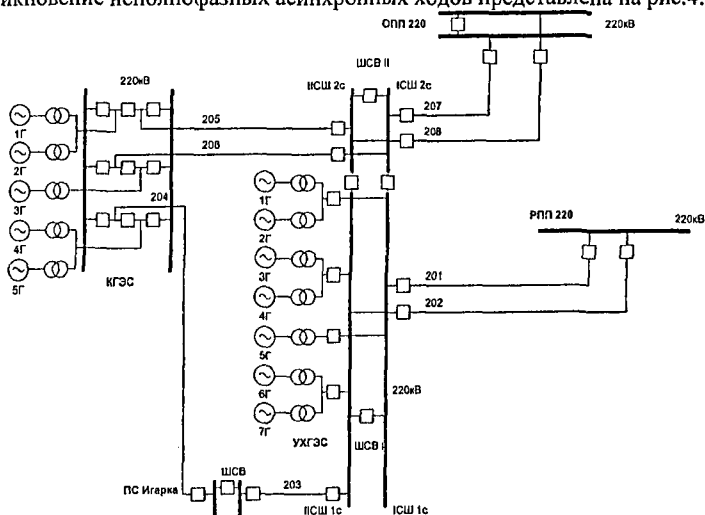 икновение неполнофазных асинхронных ходов представлена на рис.4.
ОПП 220
220кВ
ШСВ II
220кВ
IIСШ 2с
IСШ 2с
207
208
205
206
204
1Г
2Г
3Г
4Г
5Г
КГЭС
1Г
2Г
3Г
4Г
5Г
6Г
7Г
УХГЭС
РПП 220
220кВ
201
202
220кВ
ШСВ I
ПС Игарка
ШСВ
203
IIСШ 1с
IСШ 1с